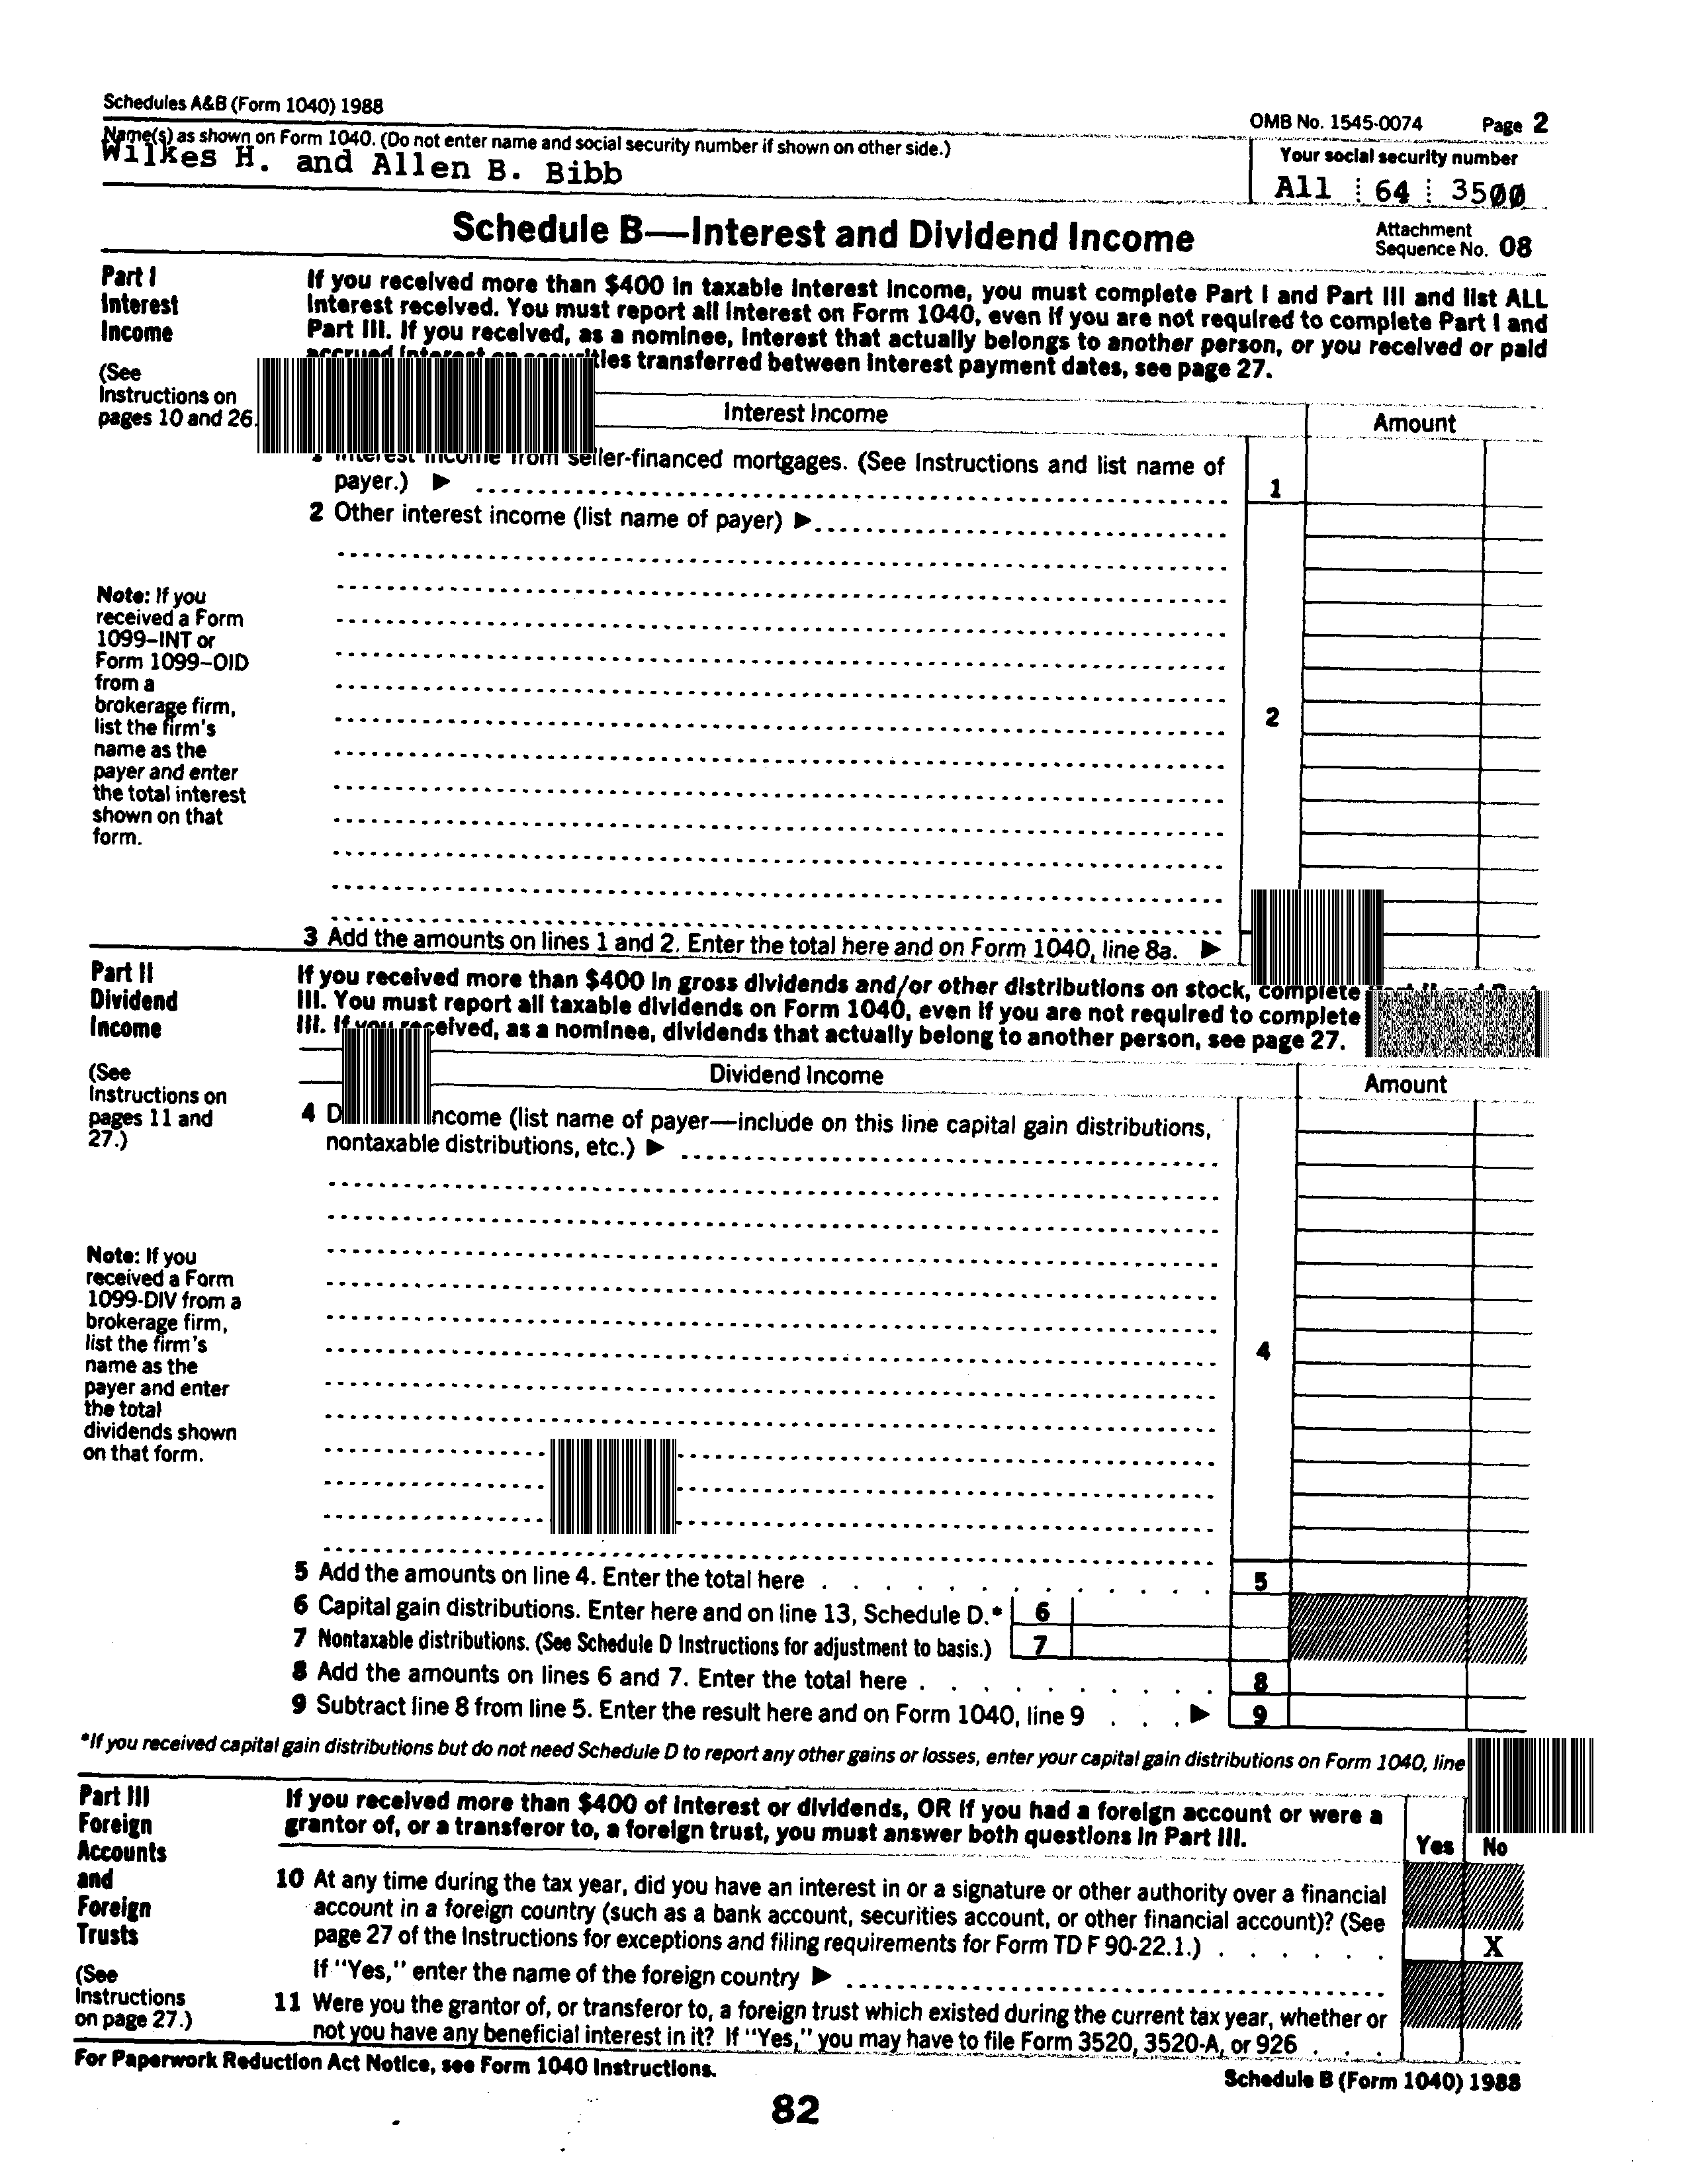 Schedules A&B (Form 1040) 1988
OMB No. 1545-0074 Page 2
Name(s) as shown on Form 1040. (Do not enter name and social security number if shown on other side.)
Your social security number
Wilkes H. and Allen B. Bibb
All 64 3500
Schedule B—Interest and Dividend Income
Attachment
Sequence No. 08
Part I
Interest
Income
(See
Instructions on
pages 10 and 26.
If you received more than $400 in taxable interest income, you must complete Part I and Part III and list ALL
interest received. You must report all interest on Form 1040, even if you are not required to complete Part I and
Part III. If you received, as a nominee, interest that actually belongs to another person, or you received or paid
accrued interest on securities transferred between interest payment dates, see page 27.
Interest Income
Amount
Interest income from seller-financed mortgages. (See Instructions and list name of
payer.) ▶
1
2 Other interest income (list name of payer) ▶
Note: If you
received a Form
1099–INT or
Form 1099–OID
from a
brokerage firm,
list the firm's
name as the
payer and enter
the total interest
shown on that
form.
2
3 Add the amounts on lines 1 and 2. Enter the total here and on Form 1040, line 8a. ▶
Part II
Dividend
Income
(See
Instructions on
pages 11 and
27.)
If you received more than $400 in gross dividends and/or other distributions on stock, complete
III. You must report all taxable dividends on Form 1040, even if you are not required to complete
III. If you received, as a nominee, dividends that actually belong to another person, see page 27.
Dividend Income
Amount
4 D ncome (list name of payer—include on this line capital gain distributions,
nontaxable distributions, etc.) ▶
Note: If you
received a Form
1099-DIV from a
brokerage firm,
list the firm's
name as the
payer and enter
the total
dividends shown
on that form.
4
5 Add the amounts on line 4. Enter the total here . . . . . . . . . . . . 5
6 Capital gain distributions. Enter here and on line 13, Schedule D.* 6
7 Nontaxable distributions. (See Schedule D Instructions for adjustment to basis.) 7
8 Add the amounts on lines 6 and 7. Enter the total here . . . . . . . . . . 8
9 Subtract line 8 from line 5. Enter the result here and on Form 1040, line 9 . . . ▶ 9
*If you received capital gain distributions but do not need Schedule D to report any other gains or losses, enter your capital gain distributions on Form 1040, line
Part III
Foreign
Accounts
and
Foreign
Trusts
(See
Instructions
on page 27.)
If you received more than $400 of interest or dividends, OR if you had a foreign account or were a
grantor of, or a transferor to, a foreign trust, you must answer both questions in Part III.
Yes No
10 At any time during the tax year, did you have an interest in or a signature or other authority over a financial
account in a foreign country (such as a bank account, securities account, or other financial account)? (See
page 27 of the Instructions for exceptions and filing requirements for Form TD F 90-22.1.) . . . . . . X
If "Yes," enter the name of the foreign country ▶
11 Were you the grantor of, or transferor to, a foreign trust which existed during the current tax year, whether or
not you have any beneficial interest in it? If "Yes," you may have to file Form 3520, 3520-A, or 926 . . .
For Paperwork Reduction Act Notice, see Form 1040 Instructions.
Schedule B (Form 1040) 1988
82